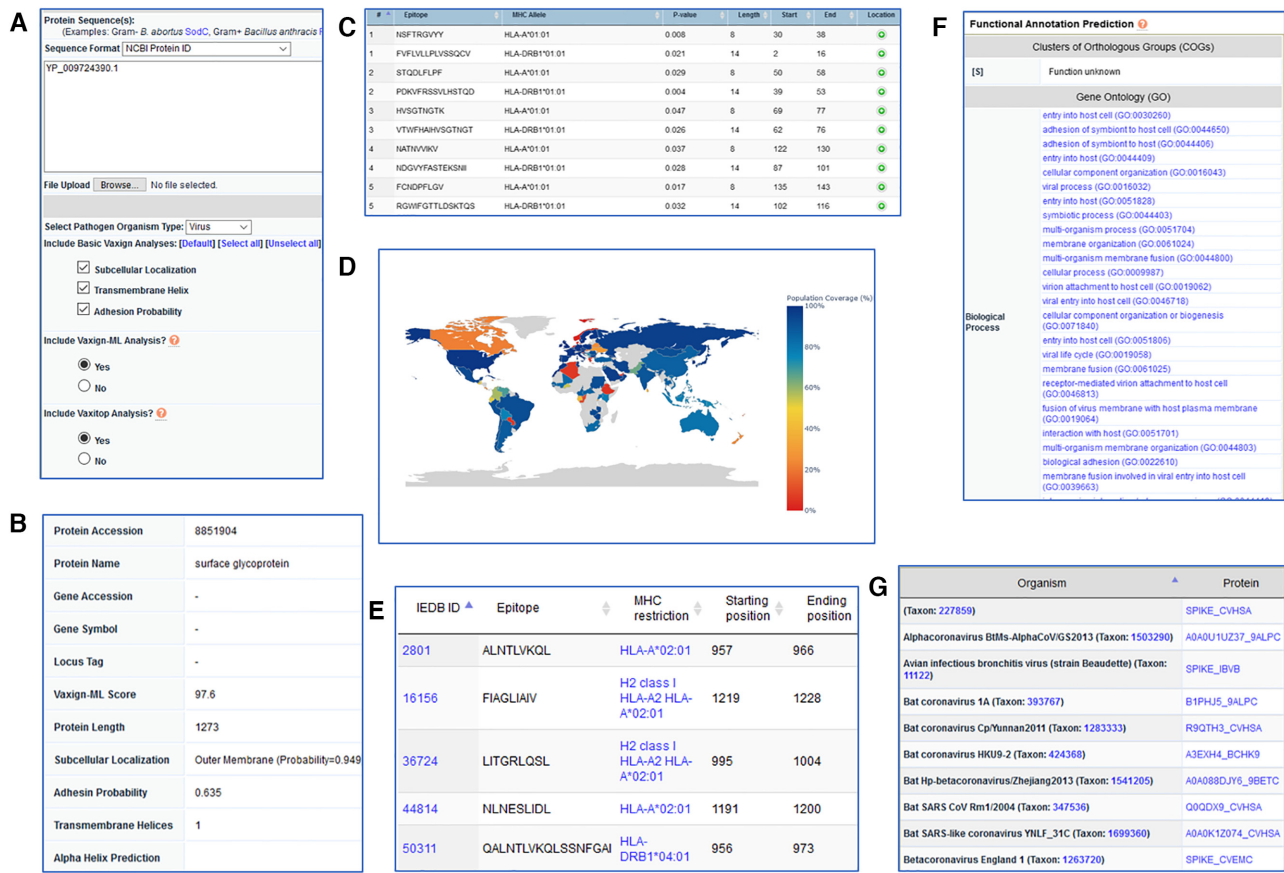 A
Protein Sequence(s):
(Examples: Gram- B. abortus SodC, Gram+ Bacillus anthracis
Sequence Format NCBI Protein ID
YP_009724390.1
File Upload Browse... No file selected.
Select Pathogen Organism Type: Virus
Include Basic Vaxign Analyses: [Default] [Select all] [Unselect all]
Subcellular Localization
Transmembrane Helix
Adhesion Probability
Include Vaxign-ML Analysis? ?
Yes
No
Include Vaxitop Analysis? ?
Yes
No
B
Protein Accession 8851904
Protein Name surface glycoprotein
Gene Accession -
Gene Symbol -
Locus Tag -
Vaxign-ML Score 97.6
Protein Length 1273
Subcellular Localization Outer Membrane (Probability=0.949
Adhesin Probability 0.635
Transmembrane Helices 1
Alpha Helix Prediction
C
# Epitope MHC Allele P-value Length Start End Location
1 NSFTRGVYY HLA-A*01:01 0.008 8 30 38
1 FVFLVLLPLVSSQCV HLA-DRB1*01:01 0.021 14 2 16
2 STQDLFLPF HLA-A*01:01 0.029 8 50 58
2 PDKVFRSSVLHSTQD HLA-DRB1*01:01 0.004 14 39 53
3 HVSGTNGTK HLA-A*01:01 0.047 8 69 77
3 VTWFHAIHVSGTNGT HLA-DRB1*01:01 0.026 14 62 76
4 NATNVVIKV HLA-A*01:01 0.037 8 122 130
4 NDGVYFASTEKSNII HLA-DRB1*01:01 0.028 14 87 101
5 FCNDPFLGV HLA-A*01:01 0.017 8 135 143
5 RGWIFGTTLDSKTQS HLA-DRB1*01:01 0.032 14 102 116
D
Population Coverage (%)
100%
80%
60%
40%
20%
0%
E
IEDB ID Epitope MHC restriction Starting position Ending position
2801 ALNTLVKQL HLA-A*02:01 957 966
16156 FIAGLIAIV H2 class I HLA-A2 HLA-A*02:01 1219 1228
36724 LITGRLQSL H2 class I HLA-A2 HLA-A*02:01 995 1004
44814 NLNESLIDL HLA-A*02:01 1191 1200
50311 QALNTLVKQLSSNFGAI HLA-DRB1*04:01 956 973
F
Functional Annotation Prediction ?
Clusters of Orthologous Groups (COGs)
[S] Function unknown
Gene Ontology (GO)
Biological Process
entry into host cell (GO:0030260)
adhesion of symbiont to host cell (GO:0044650)
adhesion of symbiont to host (GO:0044406)
entry into host (GO:0044409)
cellular component organization (GO:0016043)
viral process (GO:0016032)
entry into host (GO:0051828)
symbiotic process (GO:0044403)
multi-organism process (GO:0051704)
membrane organization (GO:0061024)
multi-organism membrane fusion (GO:0044800)
cellular process (GO:0009987)
virion attachment to host cell (GO:0019062)
viral entry into host cell (GO:0046718)
cellular component organization or biogenesis
(GO:0071840)
entry into host cell (GO:0051806)
viral life cycle (GO:0019058)
membrane fusion (GO:0061025)
receptor-mediated virion attachment to host cell
(GO:0046813)
fusion of virus membrane with host plasma membrane
(GO:0019064)
interaction with host (GO:0051701)
multi-organism membrane organization (GO:0044803)
biological adhesion (GO:0022610)
membrane fusion involved in viral entry into host cell
(GO:0039663)
G
Organism Protein
(Taxon: 227859) SPIKE_CVHSA
Alphacoronavirus BtMs-AlphaCoV/GS2013 (Taxon: 1503290) A0A0U1UZ37_9ALPC
Avian infectious bronchitis virus (strain Beaudette) (Taxon:
11122) SPIKE_IBVB
Bat coronavirus 1A (Taxon: 393767) B1PHJ5_9ALPC
Bat coronavirus Cp/Yunnan2011 (Taxon: 1283333) R9QTH3_CVHSA
Bat coronavirus HKU9-2 (Taxon: 424368) A3EXH4_BCHK9
Bat Hp-betacoronavirus/Zhejiang2013 (Taxon: 1541205) A0A088DJY6_9BETC
Bat SARS CoV Rm1/2004 (Taxon: 347536) Q0QDX9_CVHSA
Bat SARS-like coronavirus YNLF_31C (Taxon: 1699360) A0A0K1Z074_CVHSA
Betacoronavirus England 1 (Taxon: 1263720) SPIKE_CVEMC